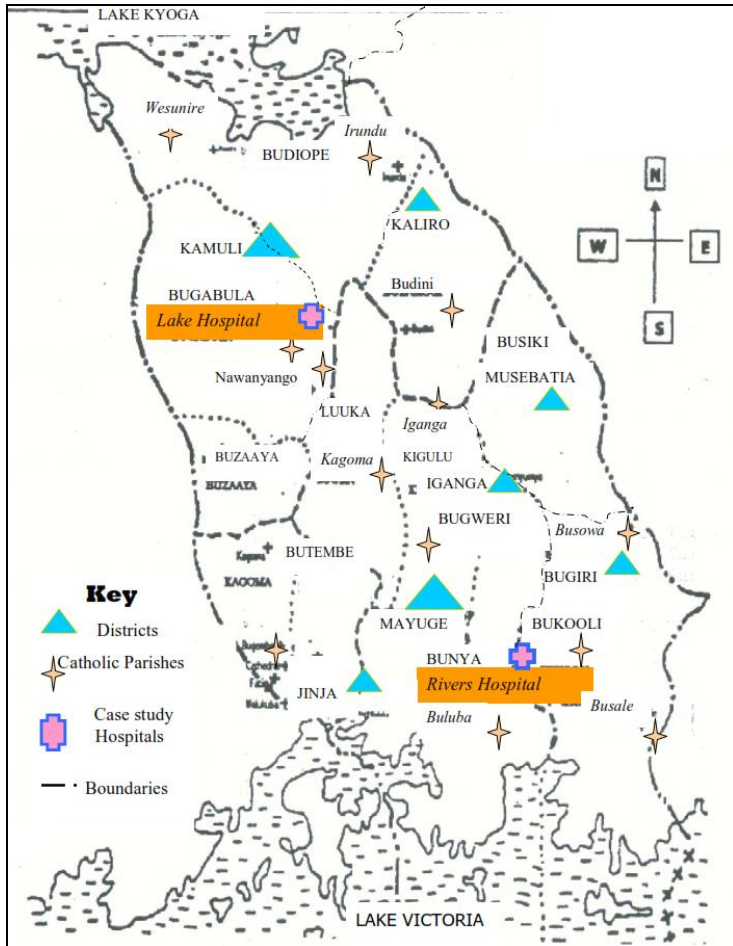 LAKE KYOGA
Wesunire
Irundu
BUDIOPE
N
KALIRO
KAMULI
W
E
Budini
BUGABULA
Lake Hospital
S
BUSIKI
MUSEBATIA
Nawanyango
LUUKA
Iganga
BUZAAYA
Kagoma
KIGULU
BUZAAYA
IGANGA
BUGWERI
Busowa
BUTEMBE
BUGIRI
KAGOMA
Key
Districts
MAYUGE
BUKOOLI
Catholic Parishes
BUNYA
Rivers Hospital
JINJA
Case study
Hospitals
Buluba
Busale
Boundaries
LAKE VICTORIA